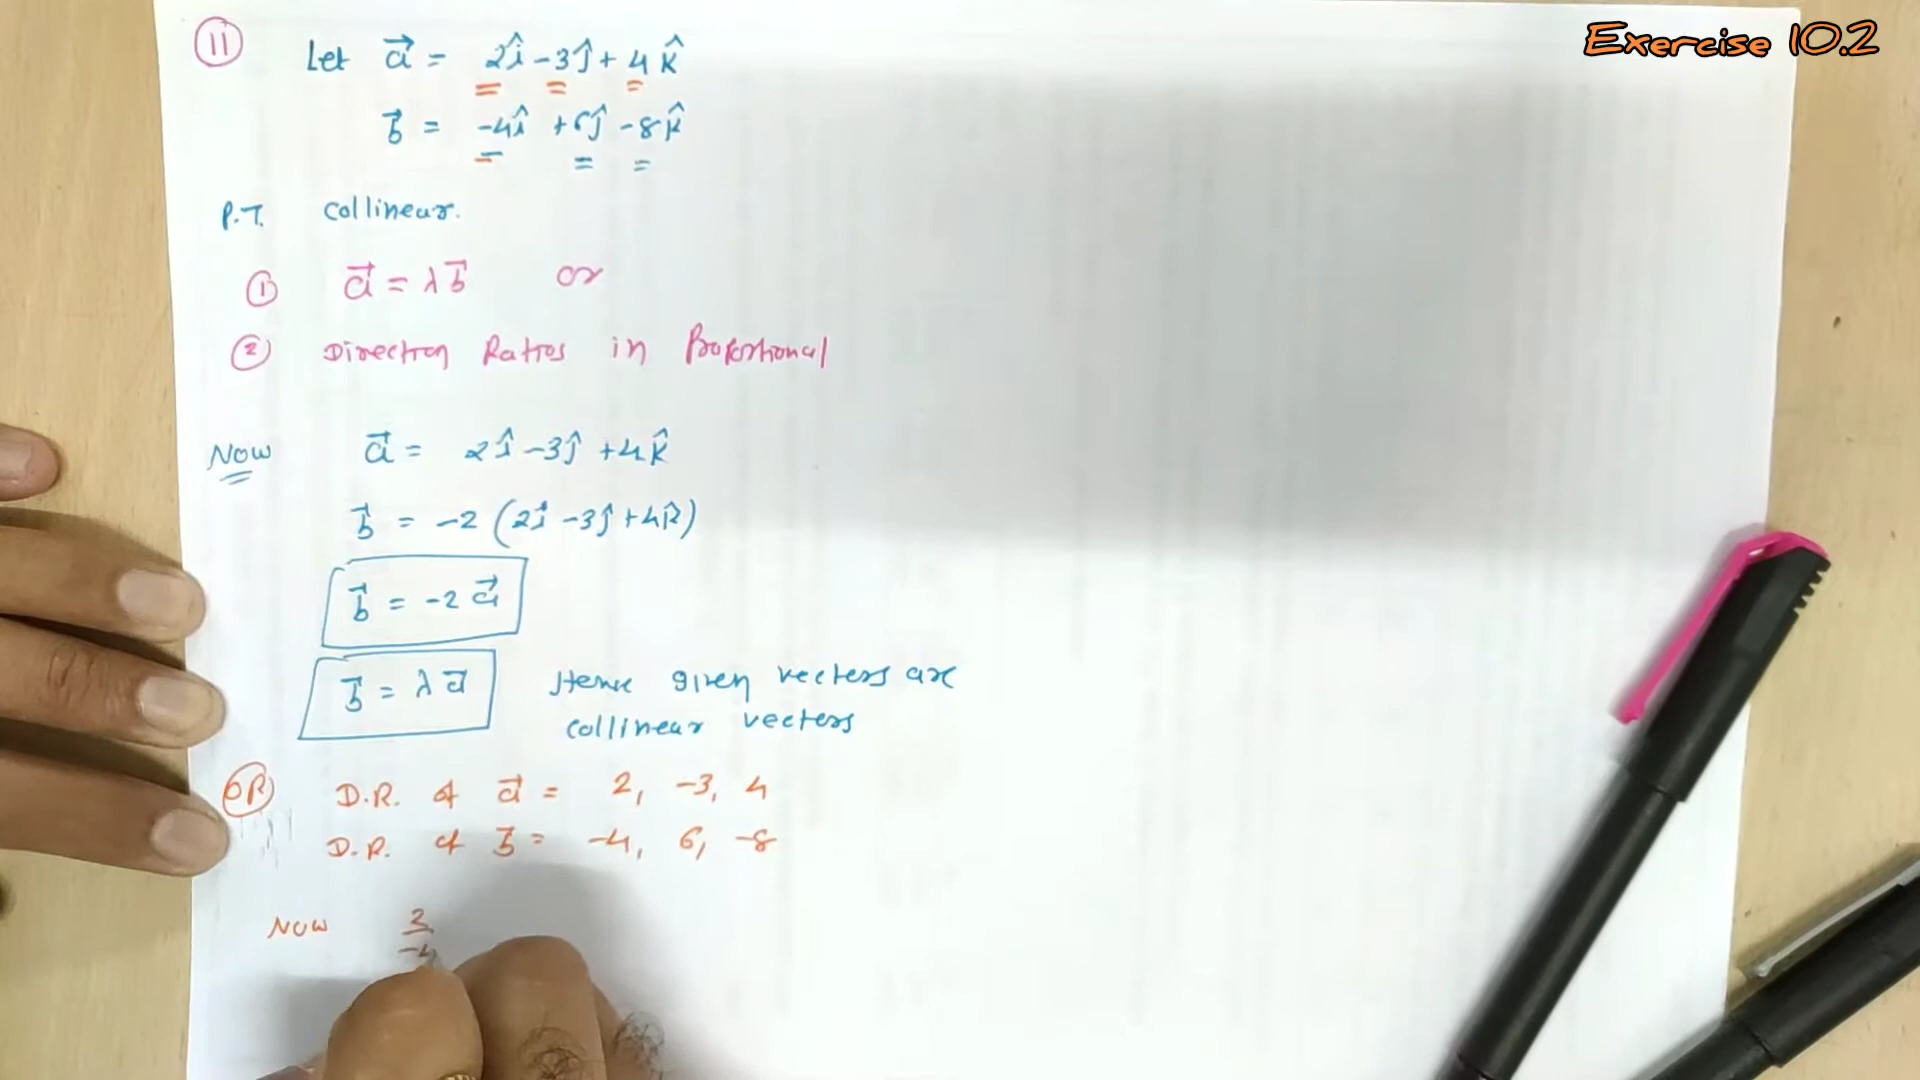 Exercise 10.2
11 Let a⃗ = 2î - 3ĵ + 4k̂
b⃗ = -4î + 6ĵ - 8k̂
P.T. collinear.
① a⃗ = λb⃗ or
② Direction Ratios in Proportional
Now a⃗ = 2î - 3ĵ + 4k̂
b⃗ = -2 (2î - 3ĵ + 4k̂)
b⃗ = -2 a⃗
b⃗ = λ a⃗ Hence given vectors are
collinear vectors
OR D.R. of a⃗ = 2, -3, 4
D.R. of b⃗ = -4, 6, -8
Now 2/-4